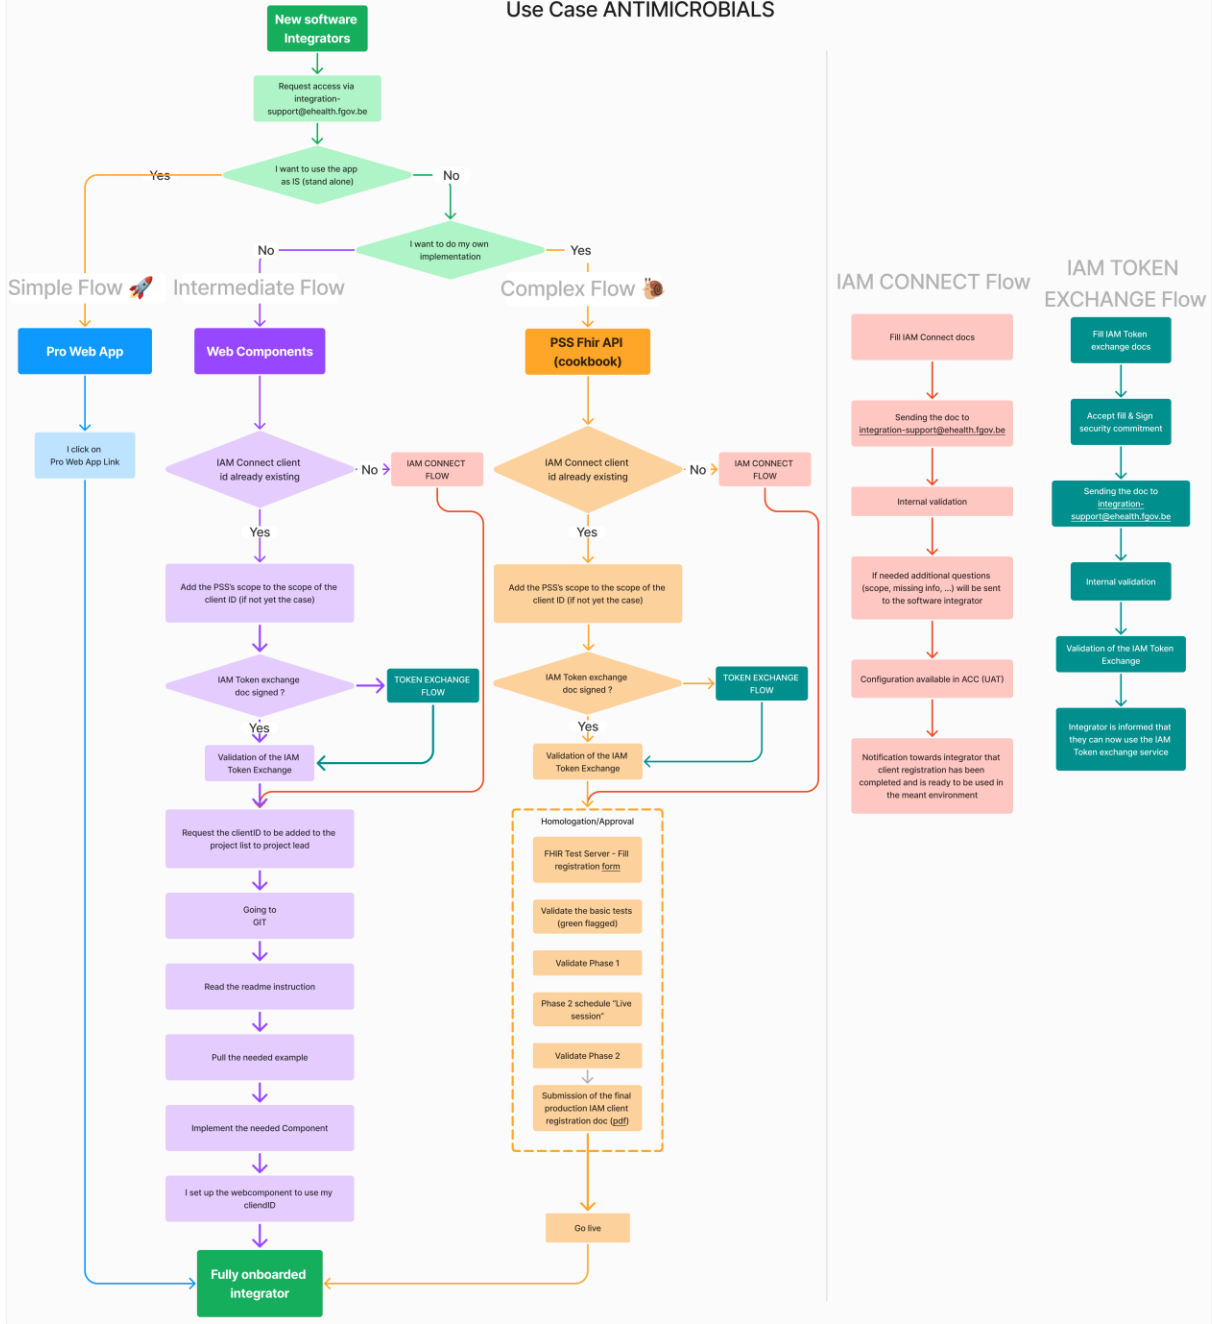 Use Case ANTIMICROBIALS
New software
Integrators
Request access via
integration-
support@ehealth.fgov.be
I want to use the app
as IS (stand alone)
Yes
No
I want to do my own
implementation
No
Yes
Simple Flow 🚀
Intermediate Flow
Complex Flow 🐌
Pro Web App
I click on
Pro Web App Link
Web Components
IAM Connect client
id already existing
No
IAM CONNECT
FLOW
Yes
Add the PSS's scope to the scope of the
client ID (if not yet the case)
IAM Token exchange
doc signed ?
TOKEN EXCHANGE
FLOW
Yes
Validation of the IAM
Token Exchange
Request the clientID to be added to the
project list to project lead
Going to
GIT
Read the readme instruction
Pull the needed example
Implement the needed Component
I set up the webcomponent to use my
cliendID
Fully onboarded
integrator
PSS Fhir API
(cookbook)
IAM Connect client
id already existing
No
IAM CONNECT
FLOW
Yes
Add the PSS's scope to the scope of the
client ID (if not yet the case)
IAM Token exchange
doc signed ?
TOKEN EXCHANGE
FLOW
Yes
Validation of the IAM
Token Exchange
Homologation/Approval
FHIR Test Server - Fill
registration form
Validate the basic tests
(green flagged)
Validate Phase 1
Phase 2 schedule "Live
session"
Validate Phase 2
Submission of the final
production IAM client
registration doc (pdf)
Go live
IAM CONNECT Flow
Fill IAM Connect docs
Sending the doc to
integration-support@ehealth.fgov.be
Internal validation
If needed additional questions
(scope, missing info, ...) will be sent
to the software integrator
Configuration available in ACC (UAT)
Notification towards integrator that
client registration has been
completed and is ready to be used in
the meant environment
IAM TOKEN
EXCHANGE Flow
Fill IAM Token
exchange docs
Accept fill & Sign
security commitment
Sending the doc to
integration-
support@ehealth.fgov.be
Internal validation
Validation of the IAM Token
Exchange
Integrator is informed that
they can now use the IAM
Token exchange service